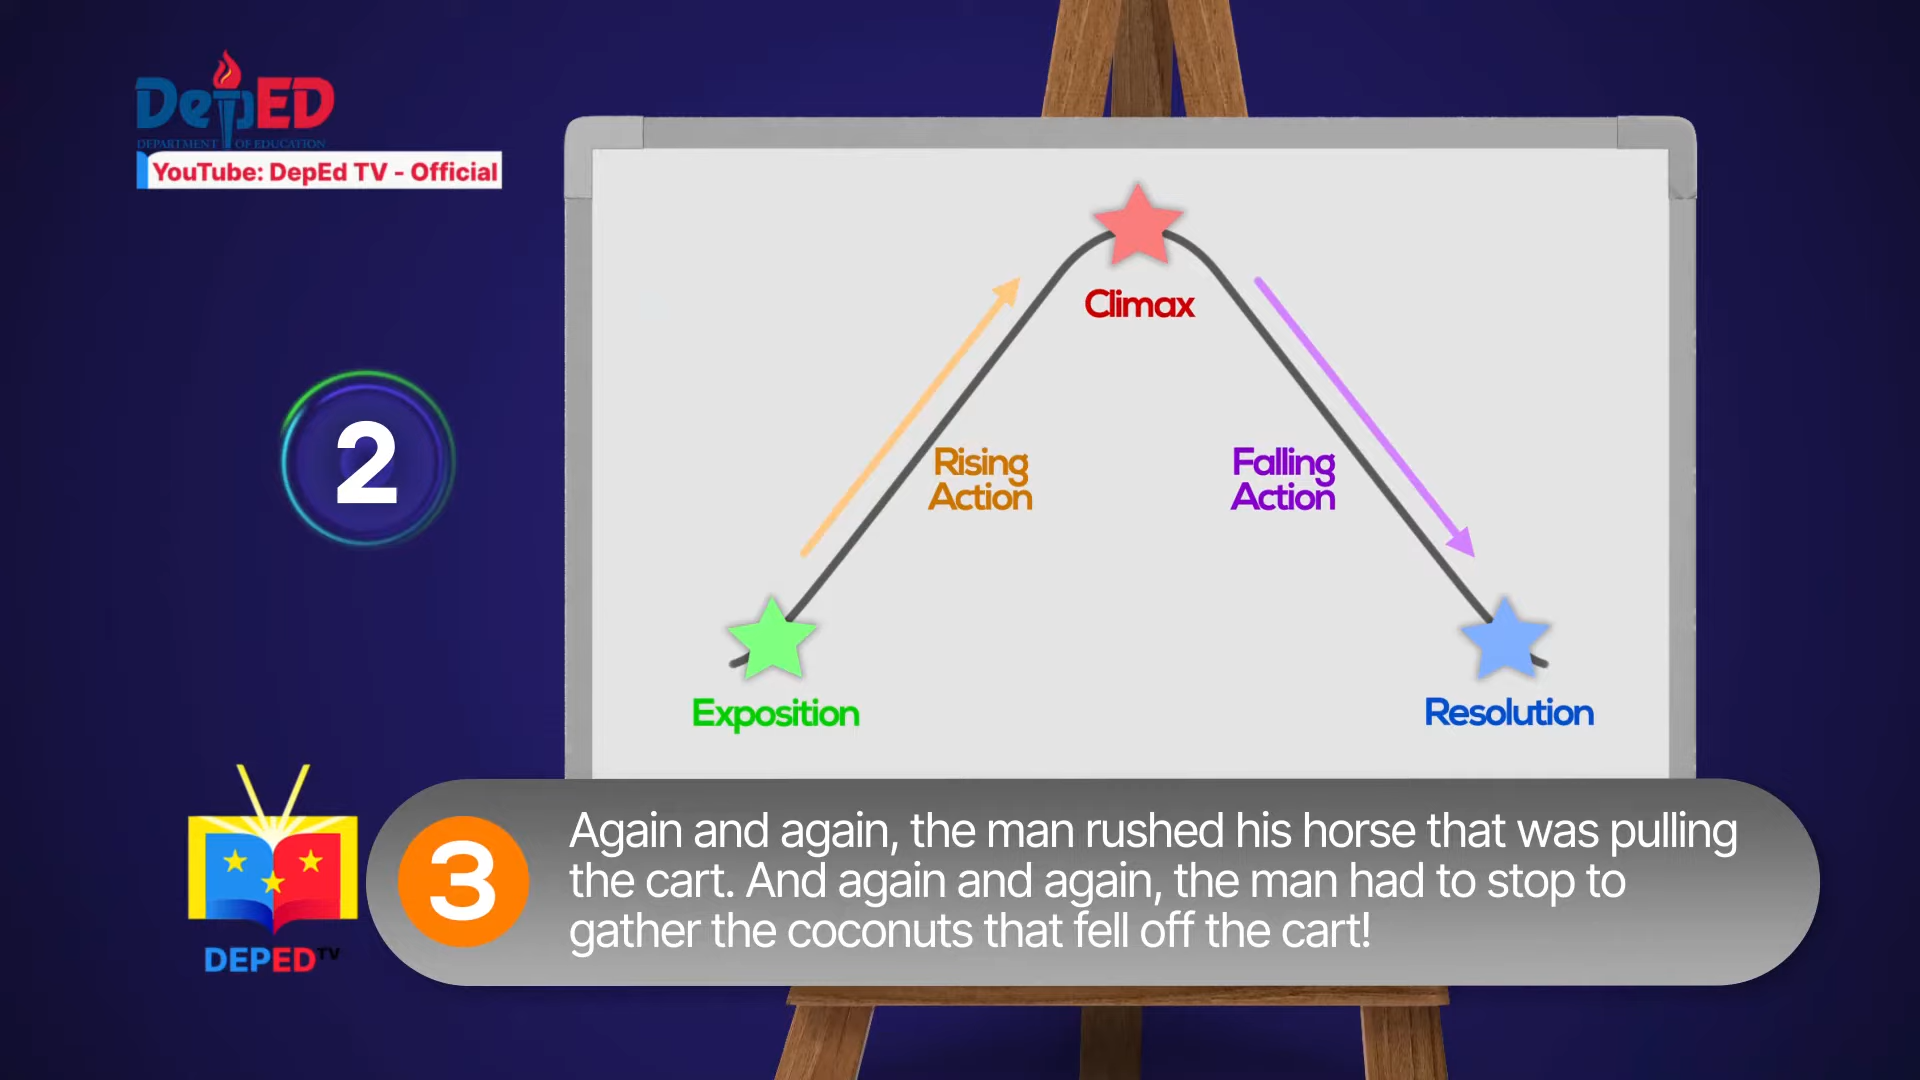 DepED
DEPARTMENT OF EDUCATION
YouTube: DepEd TV - Official
2
Climax
Rising
Action
Falling
Action
Exposition
Resolution
DEPED TV
3
Again and again, the man rushed his horse that was pulling
the cart. And again and again, the man had to stop to
gather the coconuts that fell off the cart!